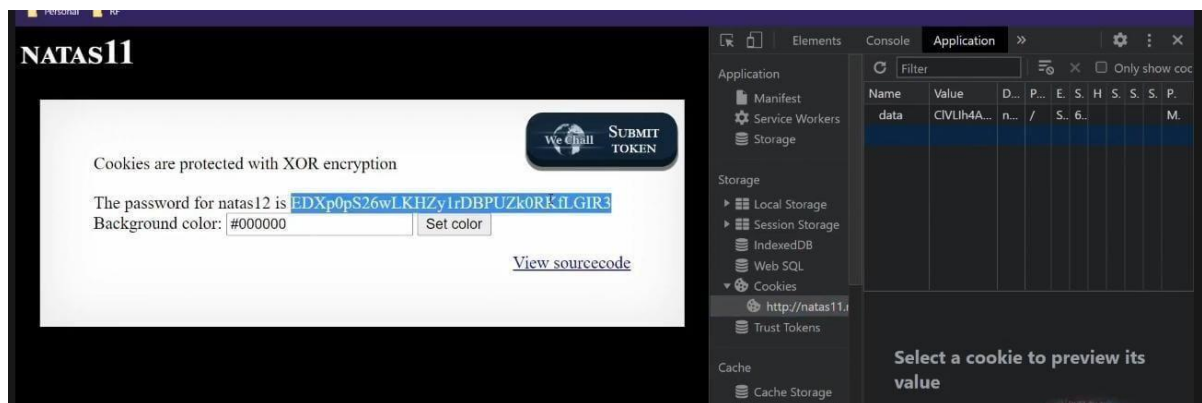 Personal RF
NATAS11
We Chall SUBMIT TOKEN
Cookies are protected with XOR encryption
The password for natas12 is EDXp0pS26wLKHZy1rDBPUZk0RKfLGIR3
Background color: #000000 Set color
View sourcecode
Elements Console Application »
Application
Manifest
Service Workers
Storage
Storage
Local Storage
Session Storage
IndexedDB
Web SQL
Cookies
http://natas11.
Trust Tokens
Cache
Cache Storage
Filter Only show coo
Name Value D... P... E. S. H S. S. S. P.
data ClVLIh4A... n... / S.. 6.. M.
Select a cookie to preview its
value